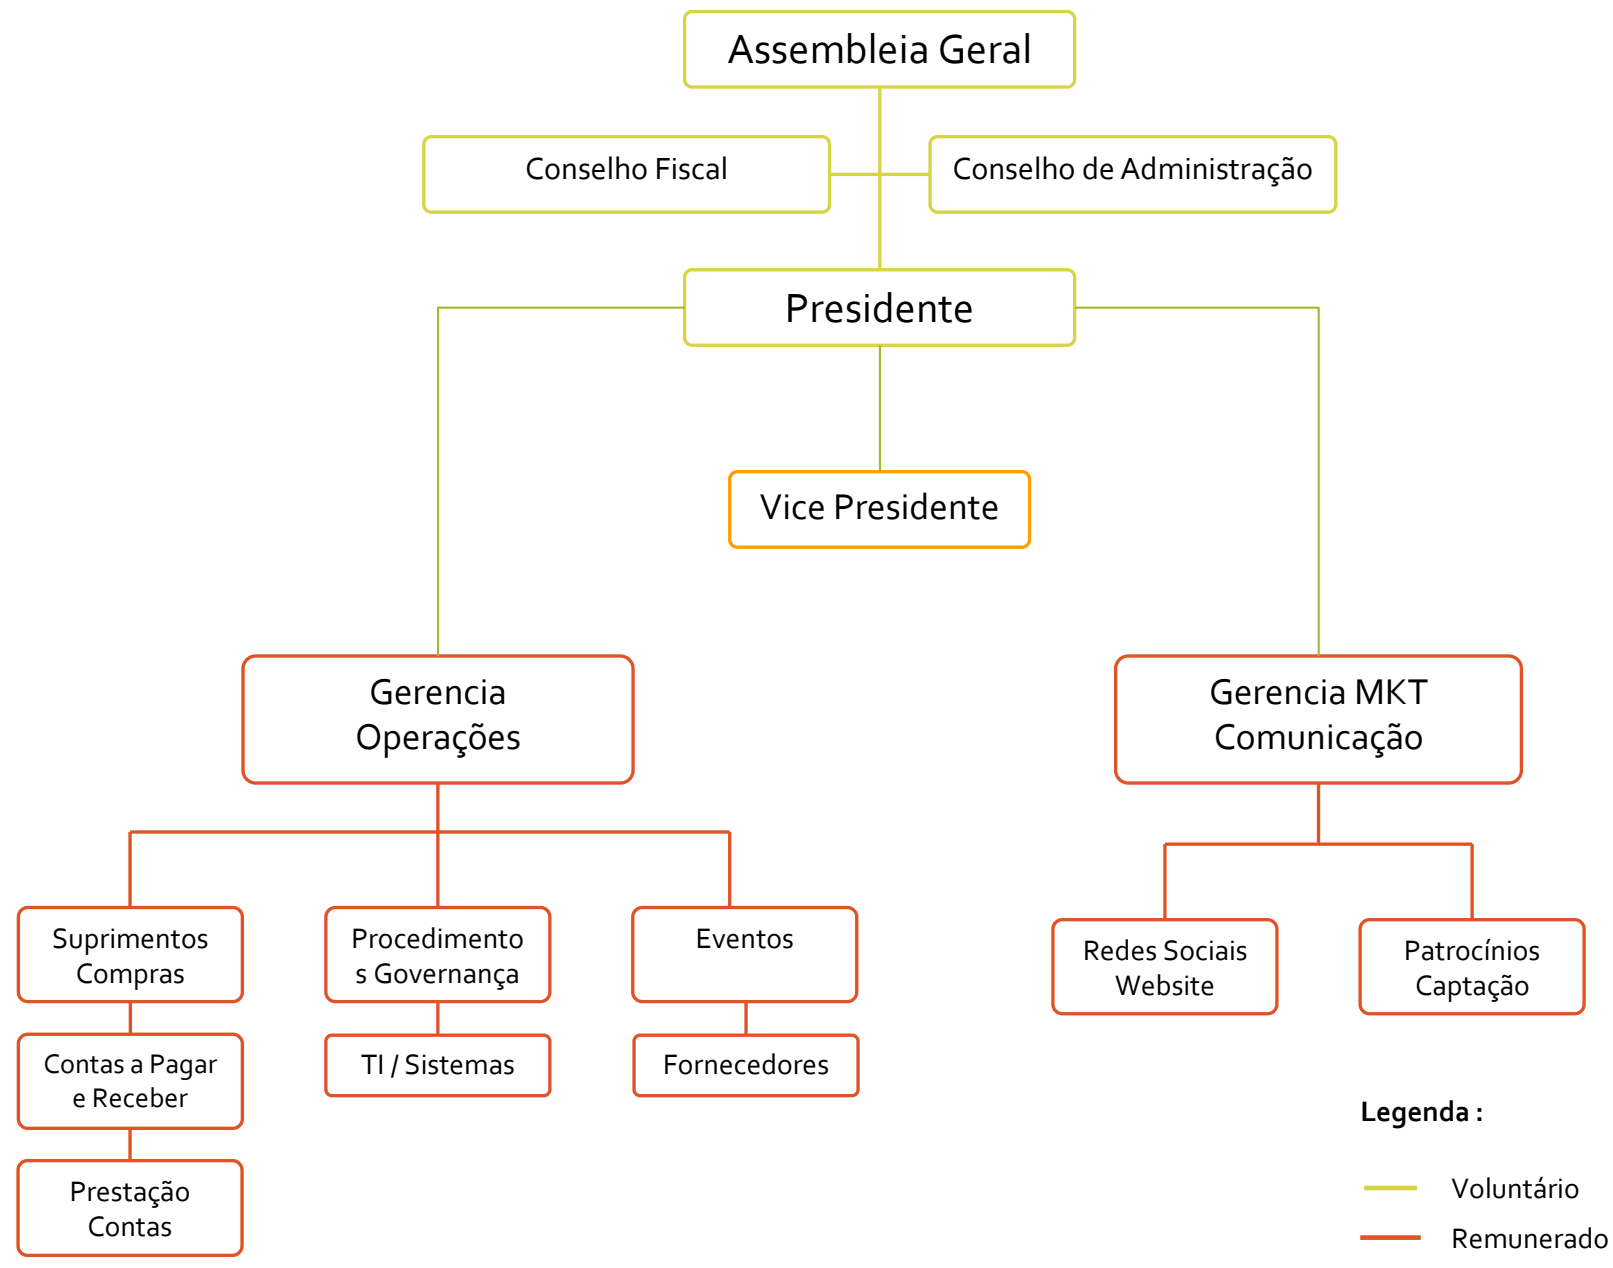 Assembleia Geral
Conselho Fiscal
Conselho de Administração
Presidente
Vice Presidente
Gerencia
Operações
Gerencia MKT
Comunicação
Suprimentos
Compras
Procedimento
s Governança
Eventos
Redes Sociais
Website
Patrocínios
Captação
Contas a Pagar
e Receber
TI / Sistemas
Fornecedores
Prestação
Contas
Legenda :
Voluntário
Remunerado